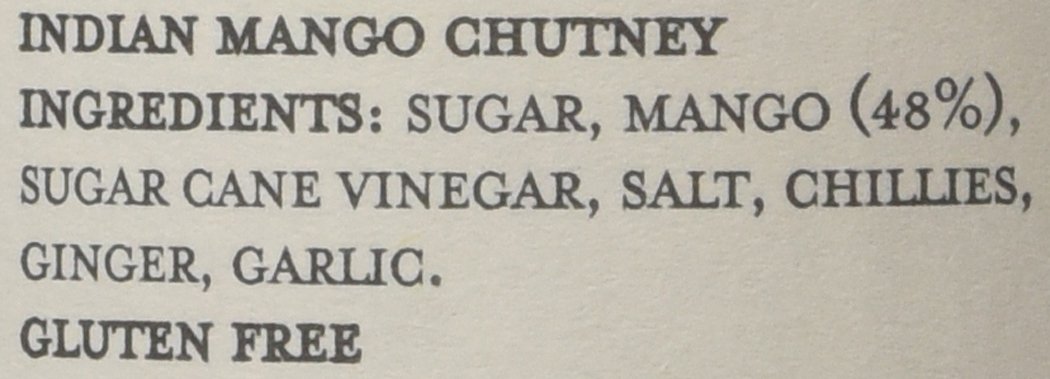 INDIAN MANGO CHUTNEY
INGREDIENTS: SUGAR, MANGO (48%),
SUGAR CANE VINEGAR, SALT, CHILLIES,
GINGER, GARLIC.
GLUTEN FREE